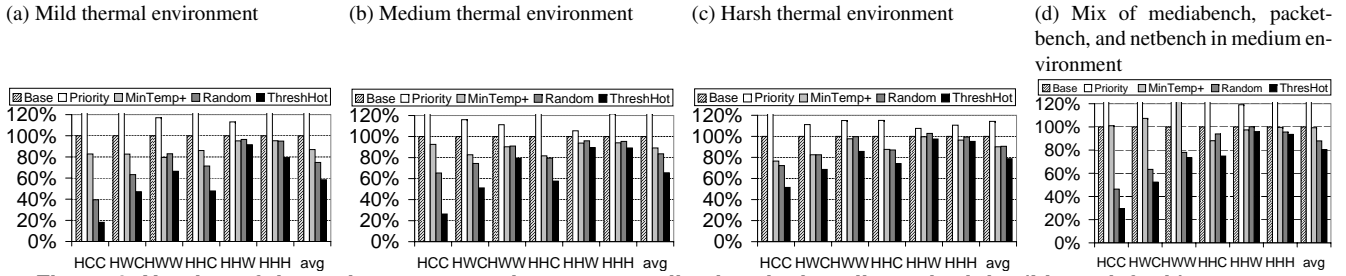 (a) Mild thermal environment
(b) Medium thermal environment
(c) Harsh thermal environment
(d) Mix of mediabench, packet-
bench, and netbench in medium en-
vironment
Base Priority MinTemp+ Random ThreshHot
120%
100%
80%
60%
40%
20%
0%
HCC HWC HWW HHC HHW HHH avg
Base Priority MinTemp+ Random ThreshHot
120%
100%
80%
60%
40%
20%
0%
HCC HWC HWW HHC HHW HHH avg
Base Priority MinTemp+ Random ThreshHot
120%
100%
80%
60%
40%
20%
0%
HCC HWC HWW HHC HHW HHH avg
Base Priority MinTemp+ Random ThreshHot
120%
100%
80%
60%
40%
20%
0%
HCC HWC HWW HHC HHW HHH avg